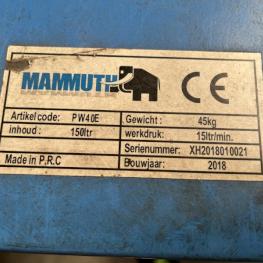 MAMMUTH CE
Artikelcode: PW40E Gewicht: 45kg
inhoud: 150ltr werkdruk: 15ltr/min.
Serienummer: XH2018010021
Made in P.R.C Bouwjaar: 2018